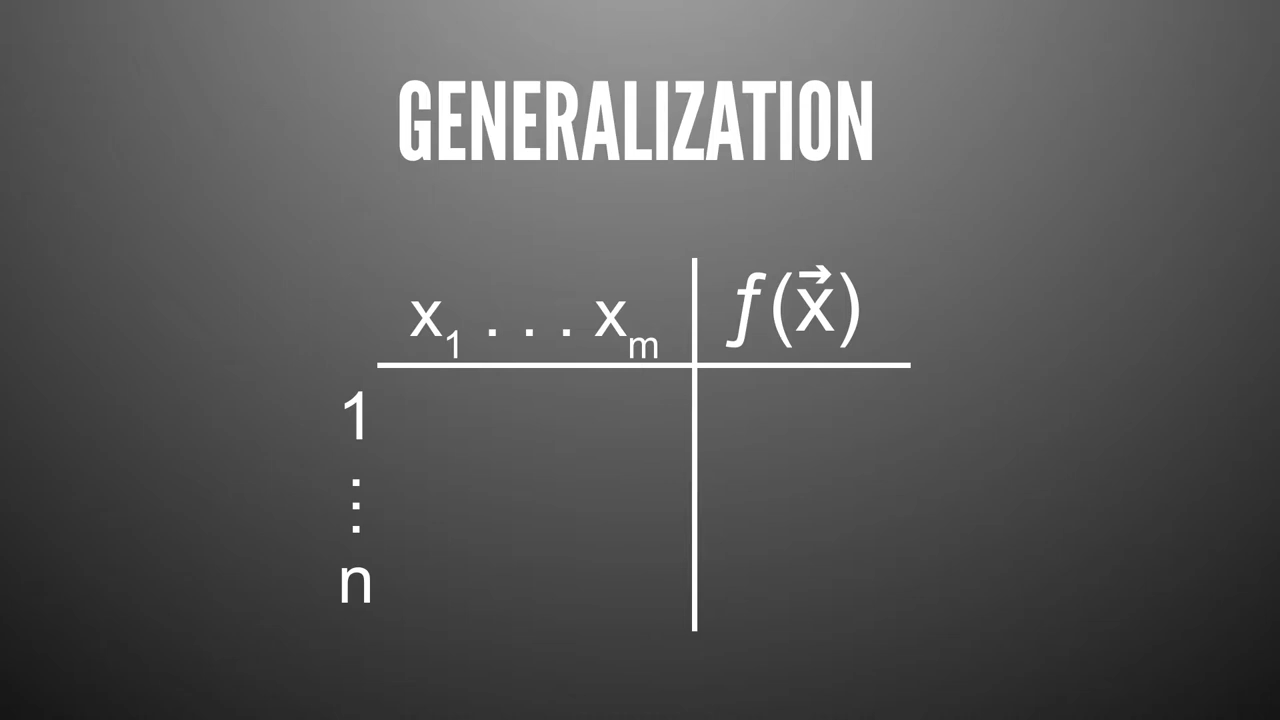 GENERALIZATION
x₁ . . . xₘ f(x⃗)
1
⋮
n